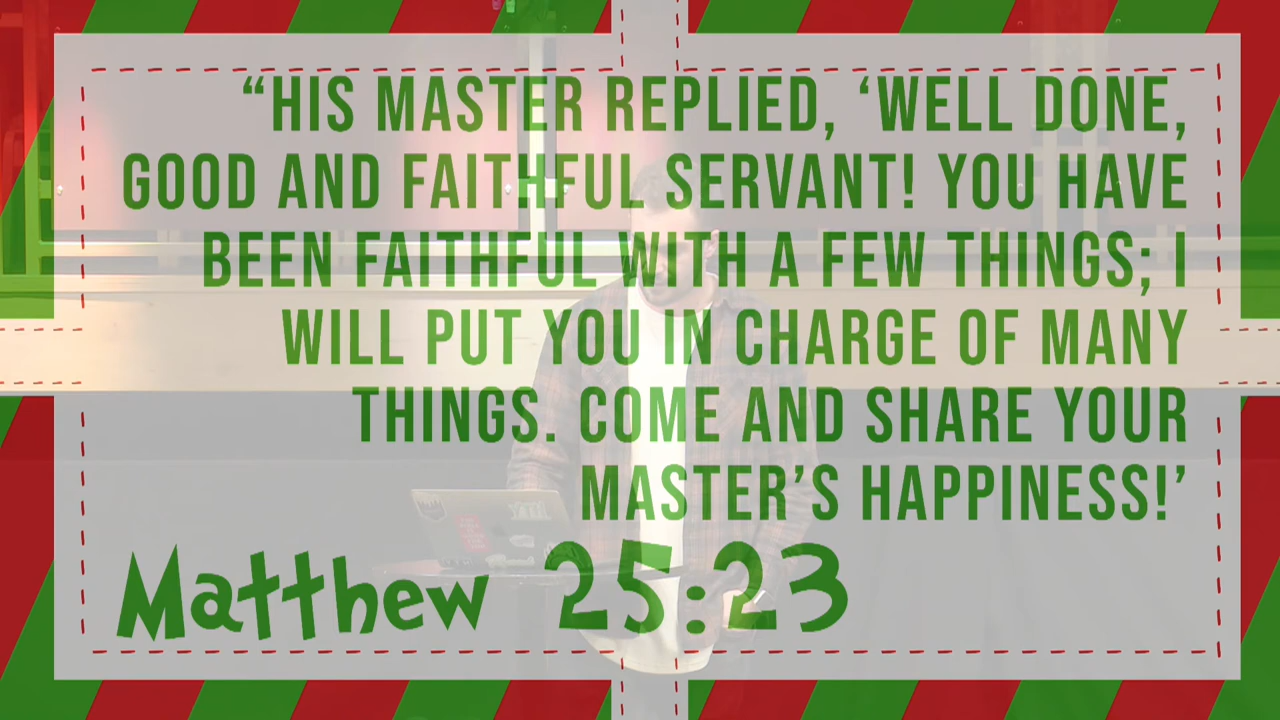 “HIS MASTER REPLIED, ‘WELL DONE,
GOOD AND FAITHFUL SERVANT! YOU HAVE
BEEN FAITHFUL WITH A FEW THINGS; I
WILL PUT YOU IN CHARGE OF MANY
THINGS. COME AND SHARE YOUR
MASTER’S HAPPINESS!’
Matthew 25:23